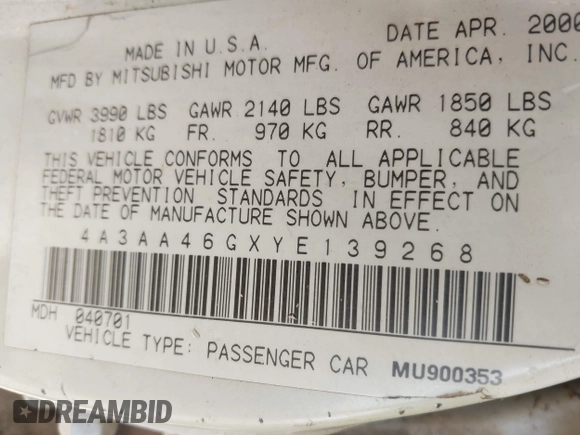 MADE IN U.S.A. DATE APR. 2000
MFD BY MITSUBISHI MOTOR MFG. OF AMERICA, INC.
GVWR 3990 LBS GAWR 2140 LBS GAWR 1850 LBS
1810 KG FR. 970 KG RR. 840 KG
THIS VEHICLE CONFORMS TO ALL APPLICABLE
FEDERAL MOTOR VEHICLE SAFETY, BUMPER, AND
THEFT PREVENTION STANDARDS IN EFFECT ON
THE DATE OF MANUFACTURE SHOWN ABOVE.
4A3AA46GXYE139268
MDH 040701
VEHICLE TYPE: PASSENGER CAR MU900353
DREAMBID